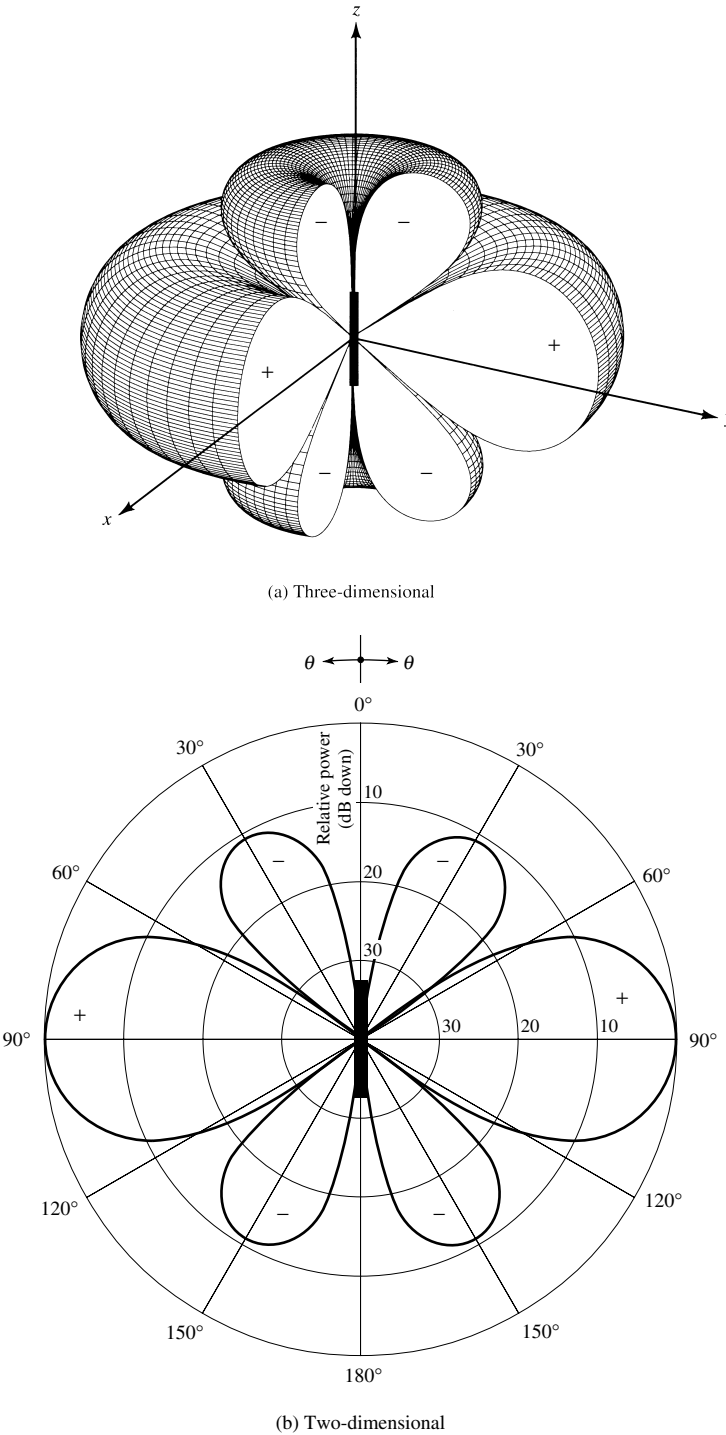 z
− −
+
+
x
− −
(a) Three-dimensional
θ θ
0°
30° 30°
Relative power
(dB down)
10
− −
60° 60°
20
30
+ +
30 20 10
90° 90°
120° 120°
− −
150° 150°
180°
(b) Two-dimensional